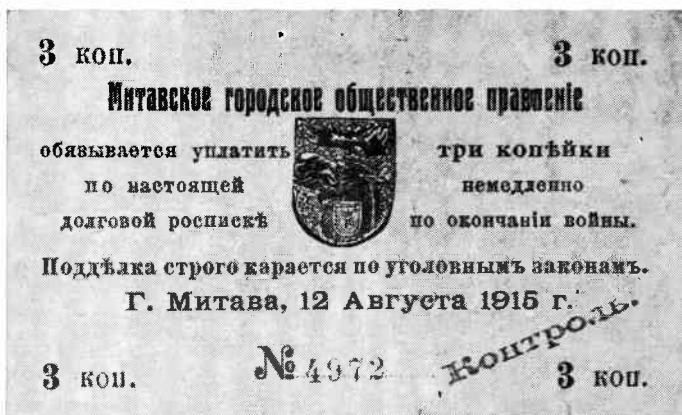 3 коп. 3 коп.
Митавское городское общественное правленіе
обязывается уплатить три копѣйки
по настоящей немедленно
долговой роспискѣ по окончаніи войны.
Поддѣлка строго карается по уголовнымъ законамъ.
Г. Митава, 12 Августа 1915 г.
Контроль.
3 коп. № 4972 3 коп.